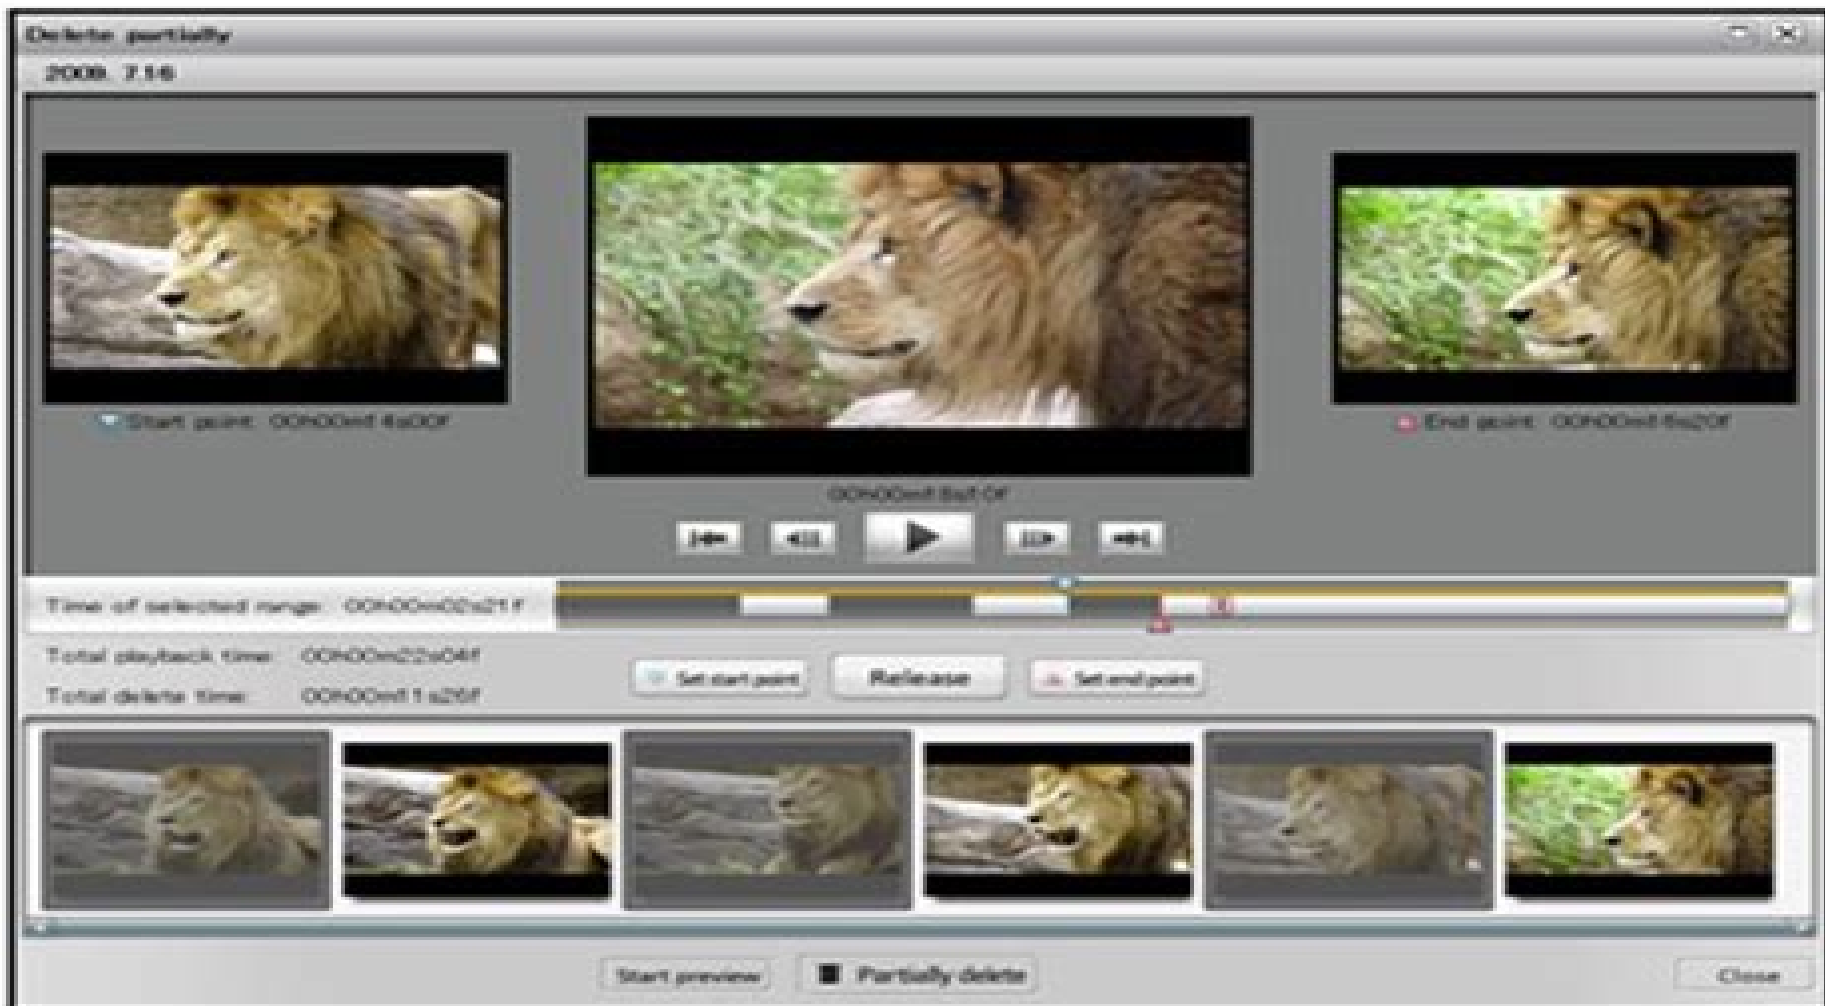 Delete partially
2009. 7.16
Start point: 00h00m14s00f
End point: 00h00m16s20f
00h00m18s10f
Time of selected range: 00h00m02s21f
Total playback time: 00h00m22s04f
Total delete time: 00h00m11s26f
Set start point
Release
Set end point
Start preview
Partially delete
Close